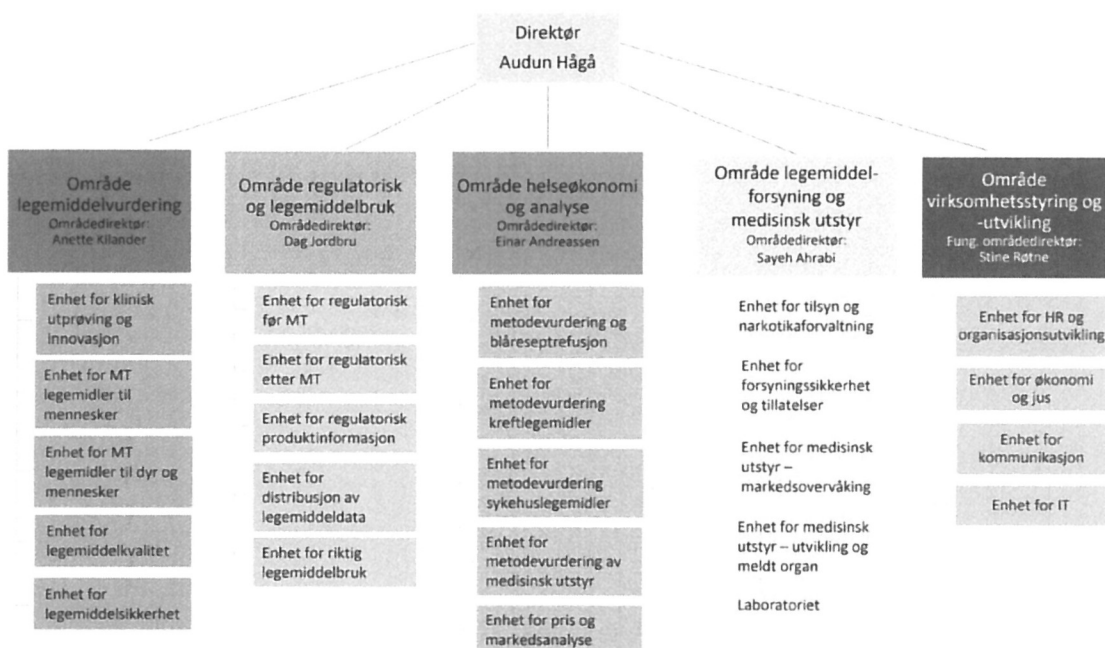 Direktør
Audun Hågå
Område
legemiddelvurdering
Områdedirektør:
Anette Kilander
Enhet for klinisk
utprøving og
innovasjon
Enhet for MT
legemidler til
mennesker
Enhet for MT
legemidler til dyr og
mennesker
Enhet for
legemiddelkvalitet
Enhet for
legemiddelsikkerhet
Område regulatorisk
og legemiddelbruk
Områdedirektør:
Dag Jordbru
Enhet for regulatorisk
før MT
Enhet for regulatorisk
etter MT
Enhet for regulatorisk
produktinformasjon
Enhet for
distribusjon av
legemiddeldata
Enhet for riktig
legemiddelbruk
Område helseøkonomi
og analyse
Områdedirektør:
Einar Andreassen
Enhet for
metodevurdering og
blåreseptrefusjon
Enhet for
metodevurdering
kreftlegemidler
Enhet for
metodevurdering
sykehuslegemidler
Enhet for
metodevurdering av
medisinsk utstyr
Enhet for pris og
markedsanalyse
Område legemiddel-
forsyning og
medisinsk utstyr
Områdedirektør:
Sayeh Ahrabi
Enhet for tilsyn og
narkotikaforvaltning
Enhet for
forsyningssikkerhet
og tillatelser
Enhet for medisinsk
utstyr –
markedsovervåking
Enhet for medisinsk
utstyr – utvikling og
meldt organ
Laboratoriet
Område
virksomhetsstyring og
-utvikling
Fung. områdedirektør:
Stine Røtne
Enhet for HR og
organisasjonsutvikling
Enhet for økonomi
og jus
Enhet for
kommunikasjon
Enhet for IT